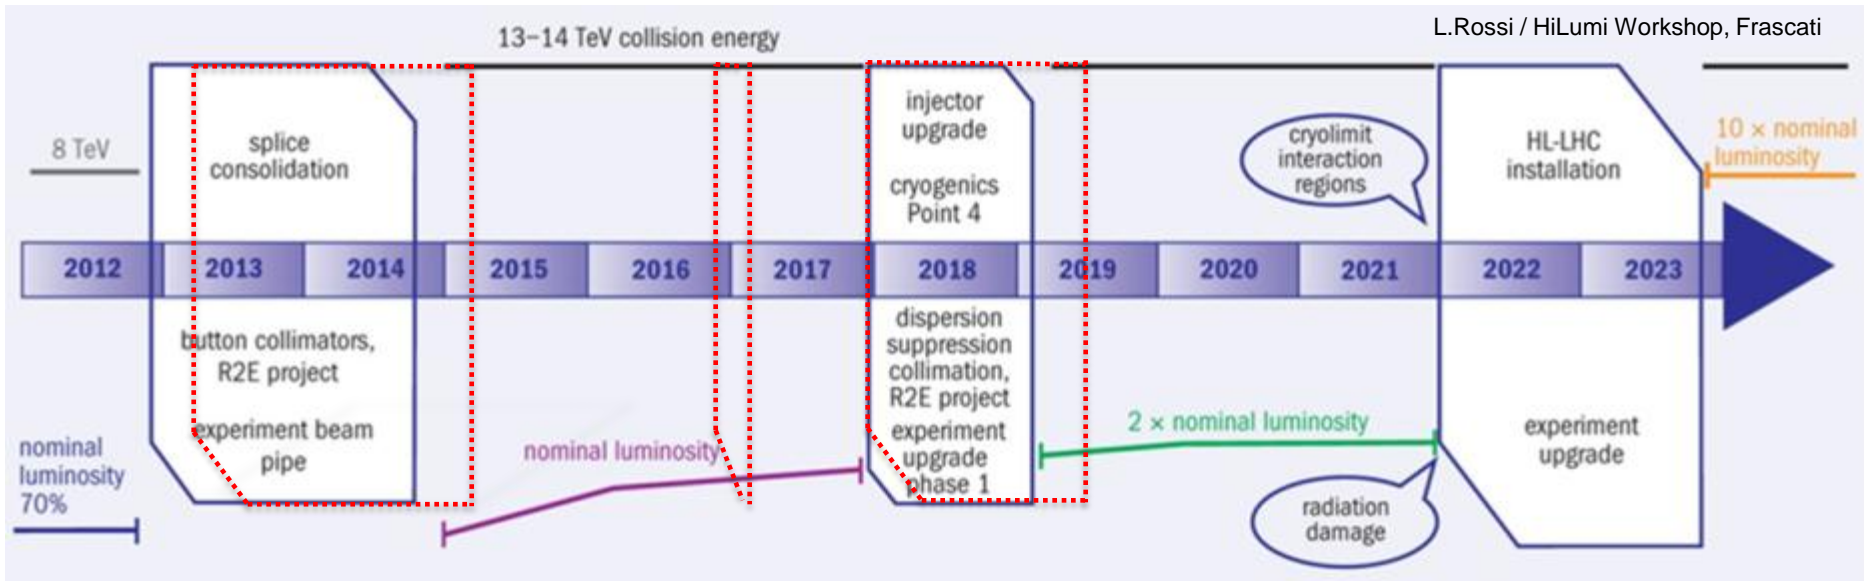 L.Rossi / HiLumi Workshop, Frascati
13–14 TeV collision energy
8 TeV
splice
consolidation
injector
upgrade
cryogenics
Point 4
cryolimit
interaction
regions
HL-LHC
installation
10 × nominal
luminosity
2012
2013
2014
2015
2016
2017
2018
2019
2020
2021
2022
2023
button collimators,
R2E project
experiment beam
pipe
nominal
luminosity
70%
nominal luminosity
dispersion
suppression
collimation,
R2E project
experiment
upgrade
phase 1
2 × nominal luminosity
radiation
damage
experiment
upgrade